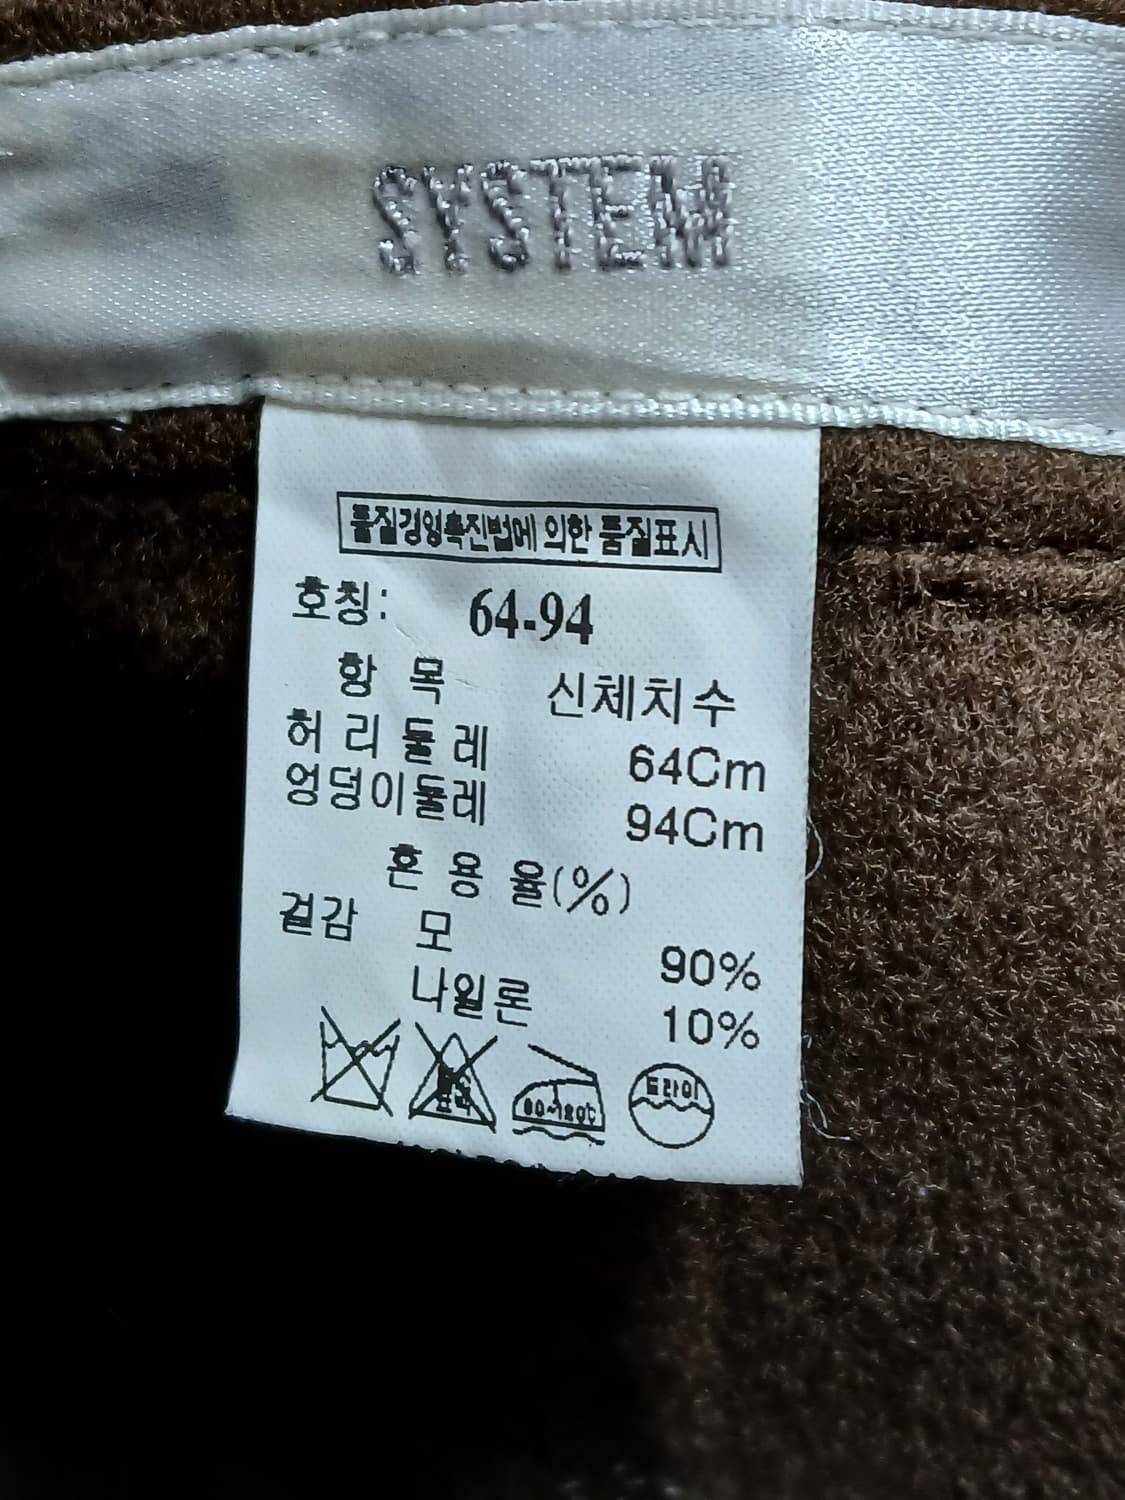 SYSTEM
품질경영촉진법에 의한 품질표시
호칭: 64-94
항 목 신체치수
허리둘레 64Cm
엉덩이둘레 94Cm
혼 용 율(%)
겉감 모 90%
나일론 10%
드라이